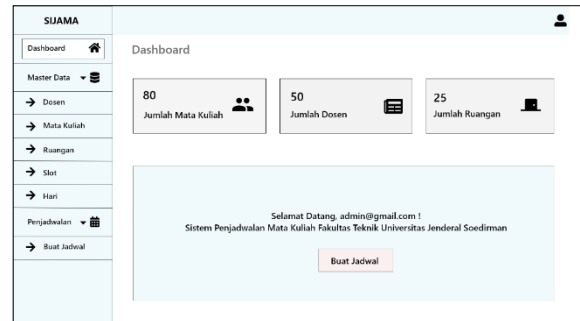 SIJAMA
Dashboard
Master Data
Dosen
Mata Kuliah
Ruangan
Slot
Hari
Penjadwalan
Buat Jadwal
Dashboard
80
Jumlah Mata Kuliah
50
Jumlah Dosen
25
Jumlah Ruangan
Selamat Datang, admin@gmail.com !
Sistem Penjadwalan Mata Kuliah Fakultas Teknik Universitas Jenderal Soedirman
Buat Jadwal